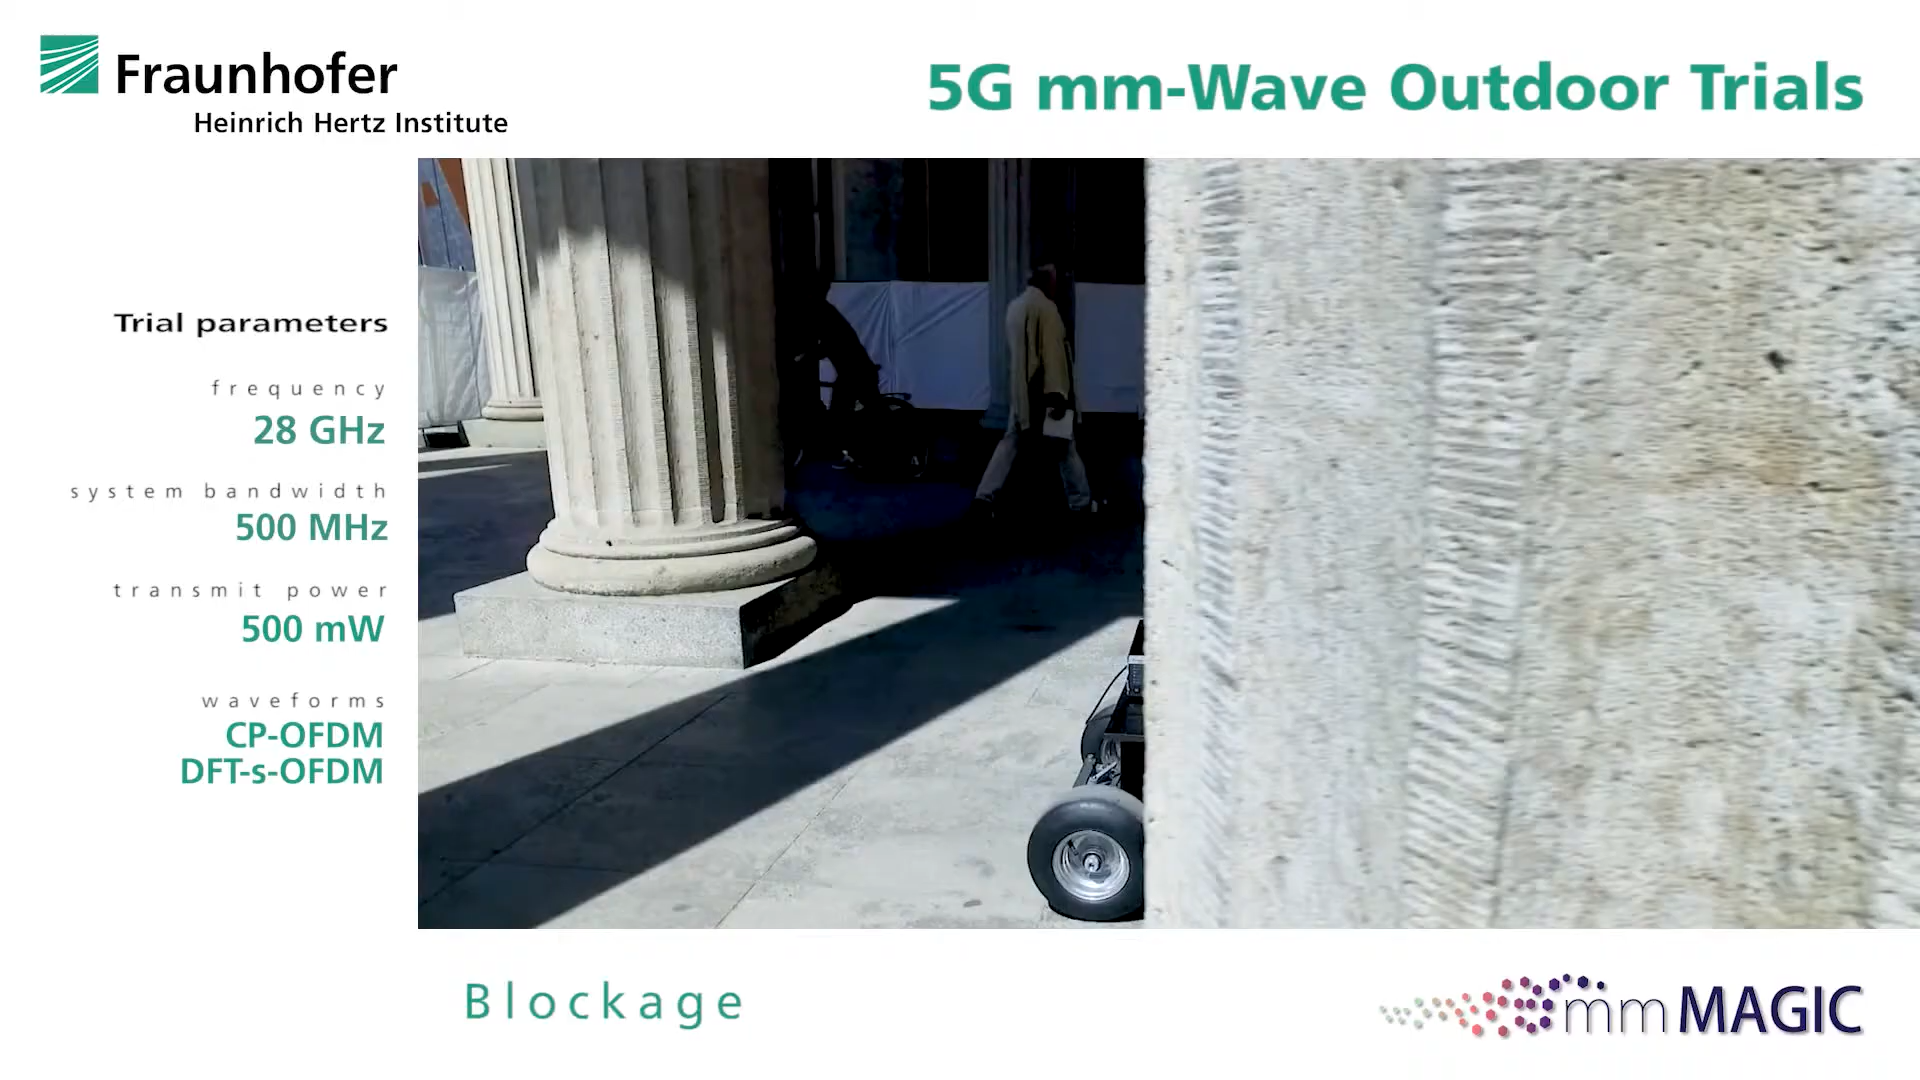 Fraunhofer
Heinrich Hertz Institute
5G mm-Wave Outdoor Trials
Trial parameters
frequency
28 GHz
system bandwidth
500 MHz
transmit power
500 mW
waveforms
CP-OFDM
DFT-s-OFDM
Blockage
mmMAGIC